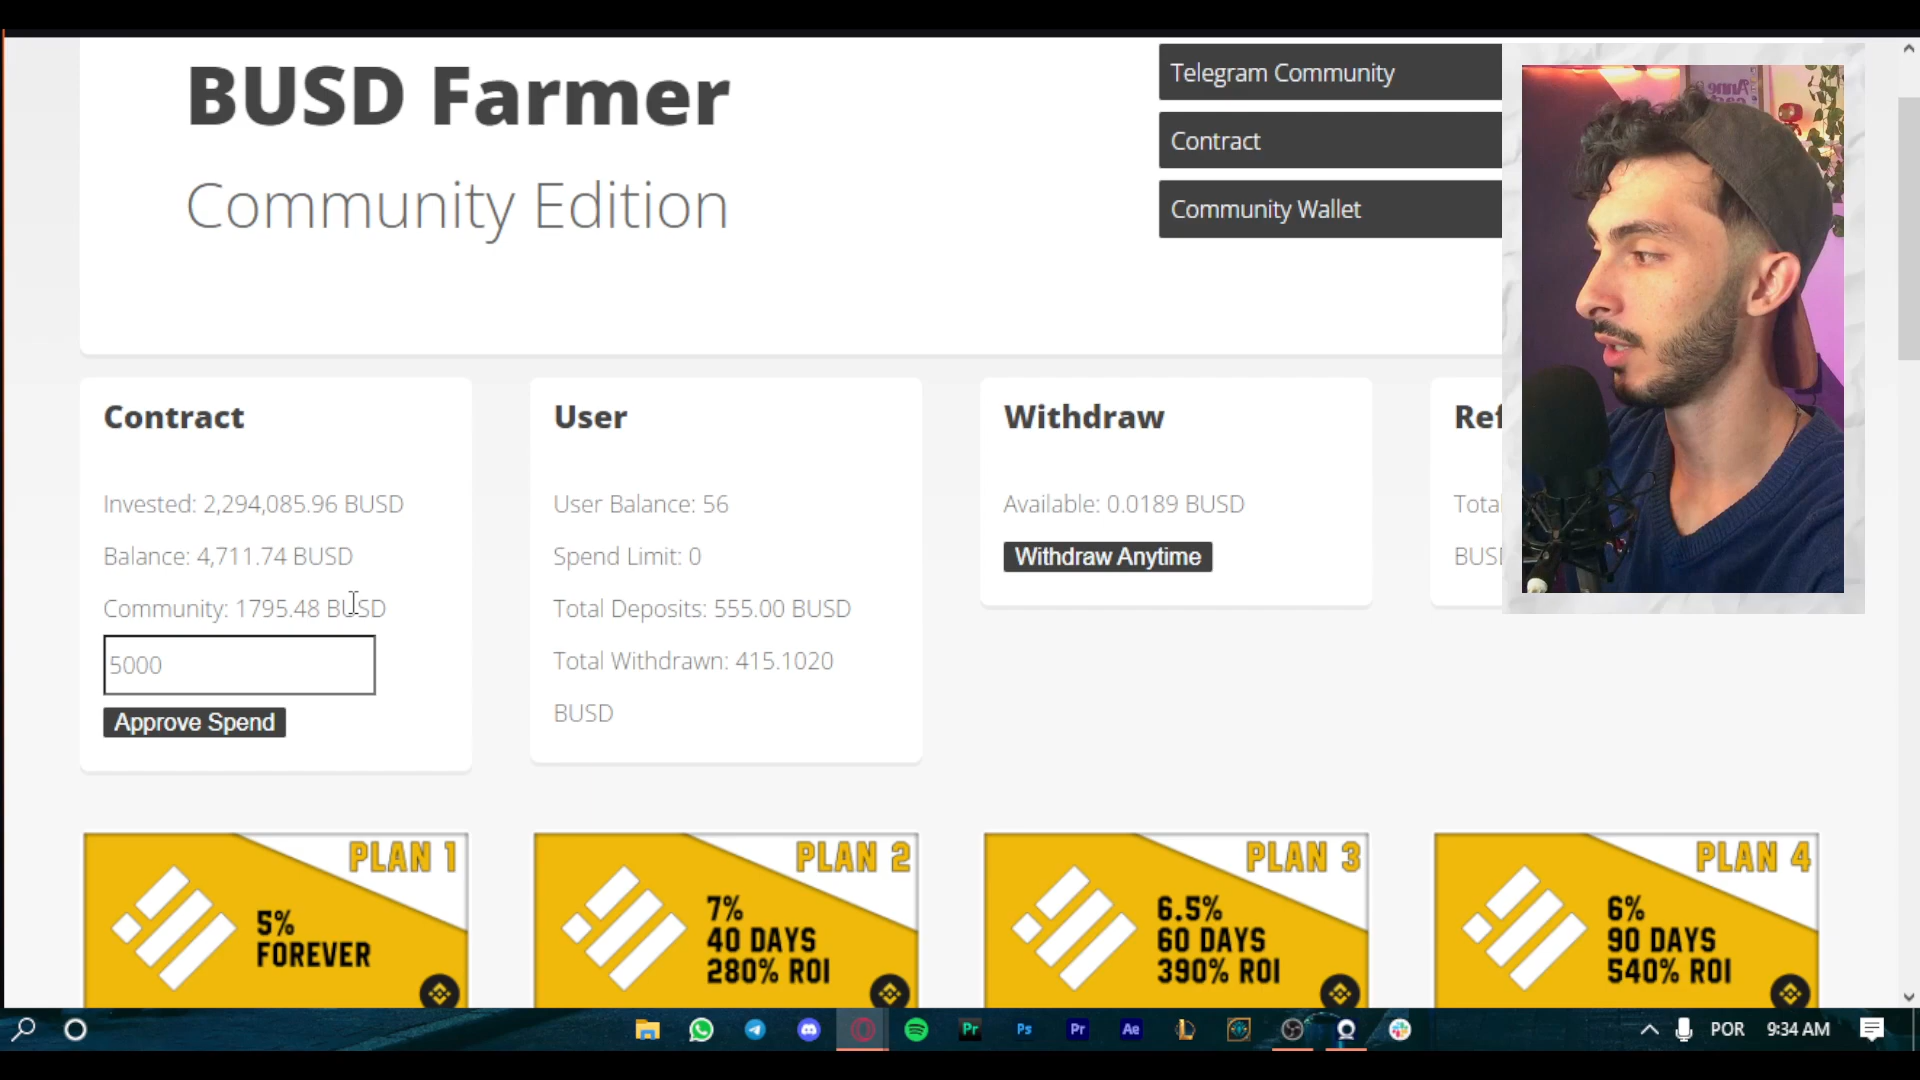 BUSD Farmer
Community Edition
Telegram Community
Contract
Community Wallet
Contract
Invested: 2,294,085.96 BUSD
Balance: 4,711.74 BUSD
Community: 1795.48 BUSD
5000
Approve Spend
User
User Balance: 56
Spend Limit: 0
Total Deposits: 555.00 BUSD
Total Withdrawn: 415.1020
BUSD
Withdraw
Available: 0.0189 BUSD
Withdraw Anytime
PLAN 1
5%
FOREVER
PLAN 2
7%
40 DAYS
280% ROI
PLAN 3
6.5%
60 DAYS
390% ROI
PLAN 4
6%
90 DAYS
540% ROI
Pr
Ps
Pr
Ae
POR
9:34 AM